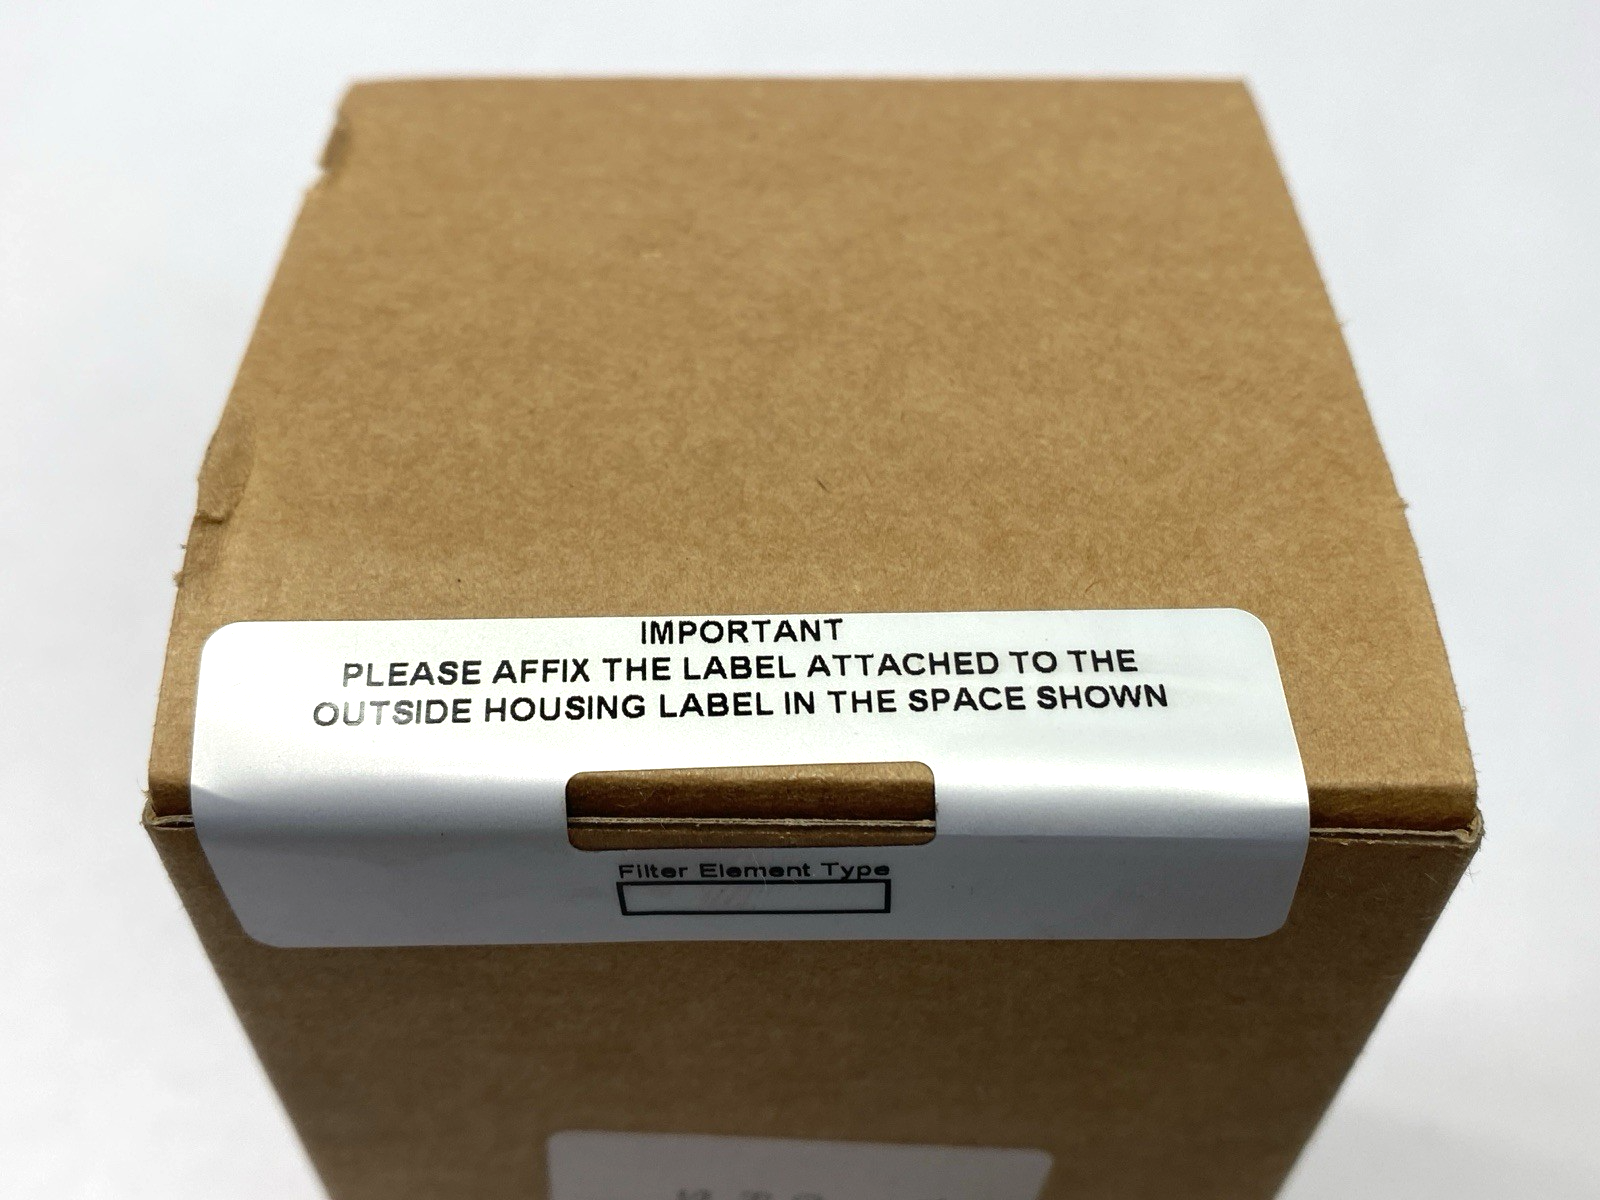 IMPORTANT
PLEASE AFFIX THE LABEL ATTACHED TO THE
OUTSIDE HOUSING LABEL IN THE SPACE SHOWN
Filter Element Type